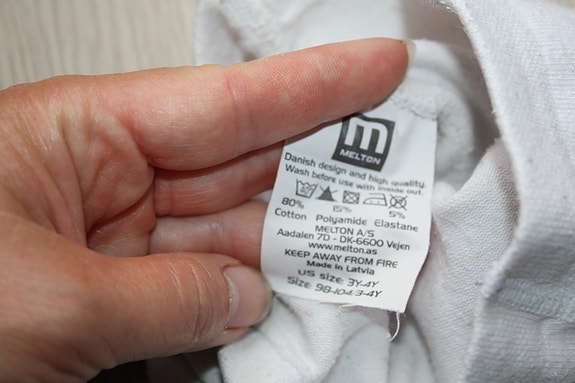 m
MELTON
Danish design and high quality.
Wash before use with inside out.
40°
80% 15% 5%
Cotton Polyamide Elastane
MELTON A/S
Aadalen 7D - DK-6600 Vejen
www.melton.as
KEEP AWAY FROM FIRE
Made in Latvia
US size: 3Y-4Y
Size: 98-104:3-4Y